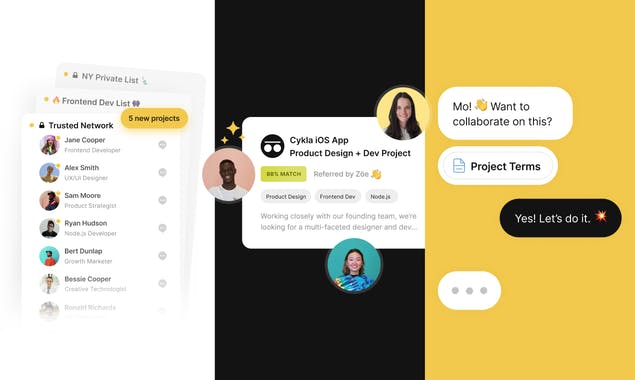 NY Private List 🗽
🔥 Frontend Dev List
5 new projects
Trusted Network
Jane Cooper
Frontend Developer
Alex Smith
UX/UI Designer
Sam Moore
Product Strategist
Ryan Hudson
Node.js Developer
Bert Dunlap
Growth Marketer
Bessie Cooper
Creative Technologist
Ronald Richards
Cykla iOS App
Product Design + Dev Project
88% MATCH
Referred by Zöe 👋
Product Design
Frontend Dev
Node.js
Working closely with our founding team, we're
looking for a multi-faceted designer and dev...
Mo! 👋 Want to
collaborate on this?
Project Terms
Yes! Let's do it. 💥